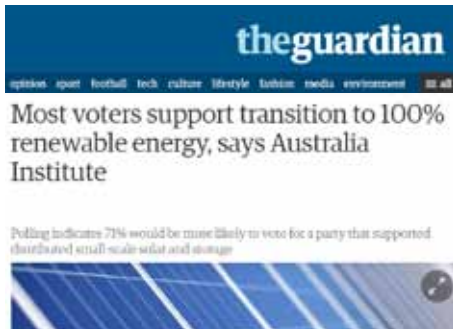 theguardian
opinion sport football tech culture lifestyle fashion media environment ≡ all
Most voters support transition to 100%
renewable energy, says Australia
Institute
Polling indicates 71% would be more likely to vote for a party that supported
distributed small-scale solar and storage